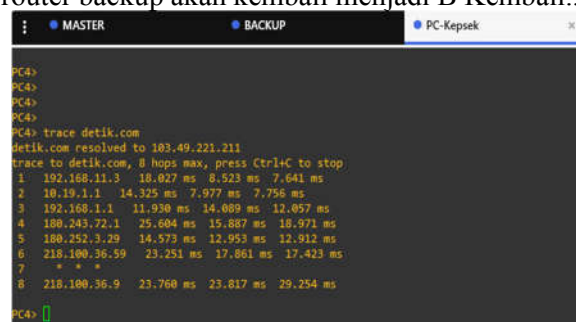 router backup akan kembali menjadi B Kembali..
MASTER BACKUP PC-Kepsek
PC4>
PC4>
PC4>
PC4>
PC4> trace detik.com
detik.com resolved to 103.49.221.211
trace to detik.com, 8 hops max, press Ctrl+C to stop
1 192.168.11.3 18.027 ms 8.523 ms 7.641 ms
2 10.19.1.1 14.325 ms 7.977 ms 7.756 ms
3 192.168.1.1 11.930 ms 14.089 ms 12.057 ms
4 180.243.72.1 25.604 ms 15.887 ms 18.971 ms
5 180.252.3.29 14.573 ms 12.953 ms 12.912 ms
6 218.100.36.59 23.251 ms 17.861 ms 17.423 ms
7 * * *
8 218.100.36.9 23.760 ms 23.817 ms 29.254 ms
PC4>